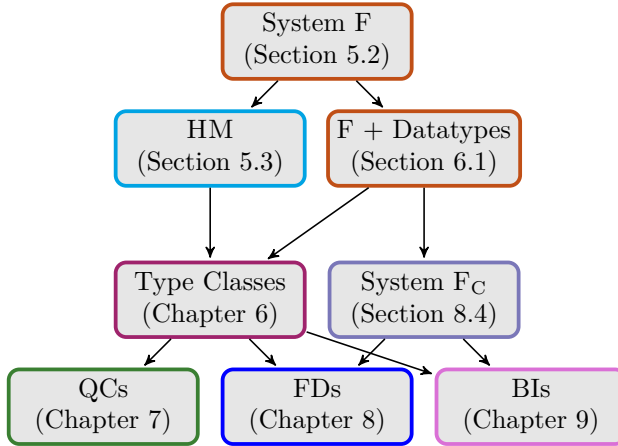 System F
(Section 5.2)
HM
(Section 5.3)
F + Datatypes
(Section 6.1)
Type Classes
(Chapter 6)
System F_C
(Section 8.4)
QCs
(Chapter 7)
FDs
(Chapter 8)
BIs
(Chapter 9)